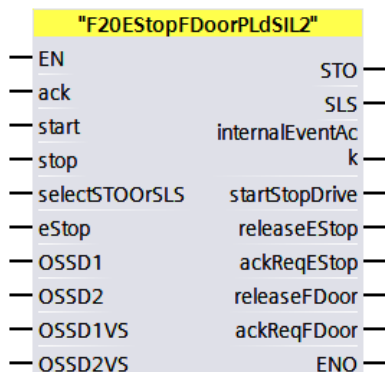 "F20EStopFDoorPLdSIL2"
EN
ack
start
stop
selectSTOOrSLS
eStop
OSSD1
OSSD2
OSSD1VS
OSSD2VS
STO
SLS
internalEventAc
k
startStopDrive
releaseEStop
ackReqEStop
releaseFDoor
ackReqFDoor
ENO